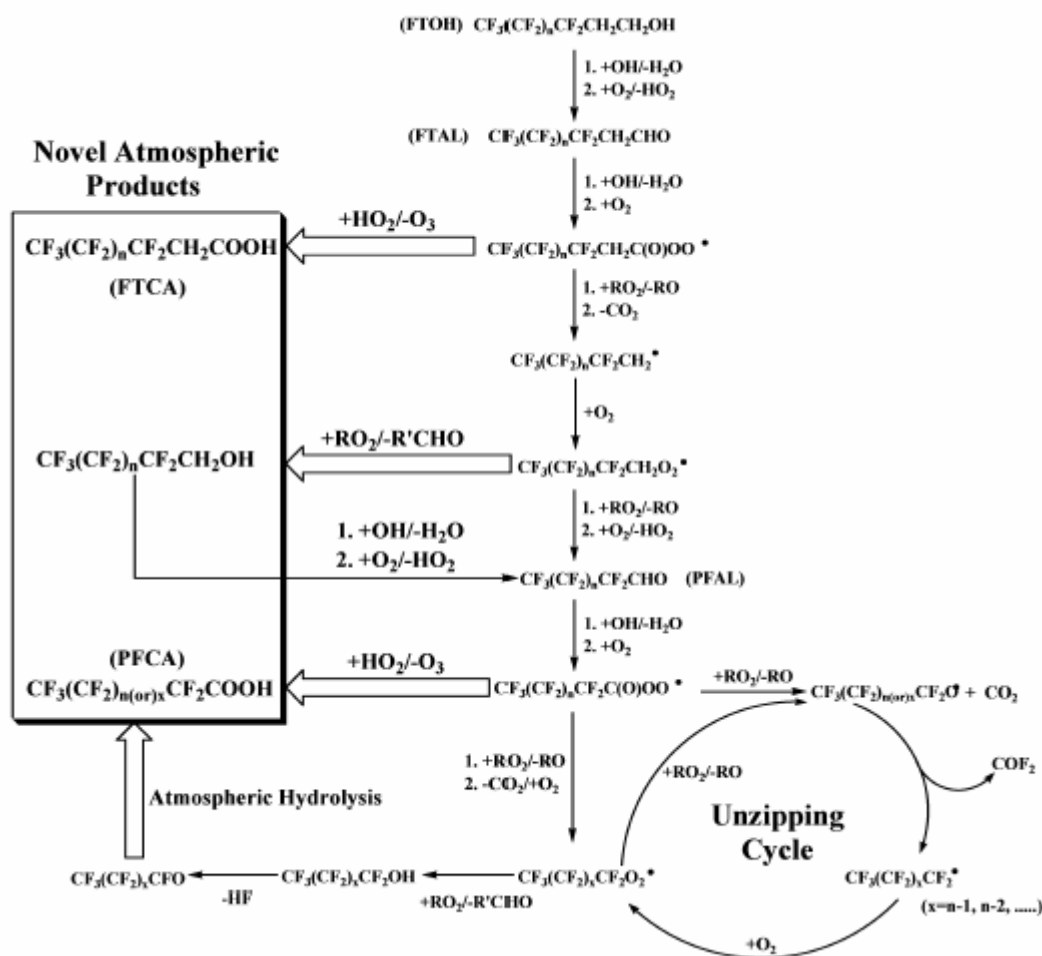 (FTOH) CF₃(CF₂)ₙCF₂CH₂CH₂OH
1. +OH/-H₂O
2. +O₂/-HO₂
(FTAL) CF₃(CF₂)ₙCF₂CH₂CHO
Novel Atmospheric
Products
1. +OH/-H₂O
2. +O₂
+HO₂/-O₃
CF₃(CF₂)ₙCF₂CH₂COOH
(FTCA)
CF₃(CF₂)ₙCF₂CH₂C(O)OO •
1. +RO₂/-RO
2. -CO₂
CF₃(CF₂)ₙCF₂CH₂•
+O₂
+RO₂/-R'CHO
CF₃(CF₂)ₙCF₂CH₂OH
CF₃(CF₂)ₙCF₂CH₂O₂•
1. +RO₂/-RO
2. +O₂/-HO₂
1. +OH/-H₂O
2. +O₂/-HO₂
CF₃(CF₂)ₙCF₂CHO (PFAL)
1. +OH/-H₂O
2. +O₂
(PFCA)
CF₃(CF₂)n(or)xCF₂COOH
+HO₂/-O₃
CF₃(CF₂)ₙCF₂C(O)OO •
+RO₂/-RO
CF₃(CF₂)n(or)xCF₂O• + CO₂
1. +RO₂/-RO
2. -CO₂/+O₂
+RO₂/-RO
COF₂
Atmospheric Hydrolysis
Unzipping
Cycle
CF₃(CF₂)ₓCFO
-HF
CF₃(CF₂)ₓCF₂OH
+RO₂/-R'CHO
CF₃(CF₂)ₓCF₂O₂•
CF₃(CF₂)ₓCF₂•
(x=n-1, n-2, .....)
+O₂